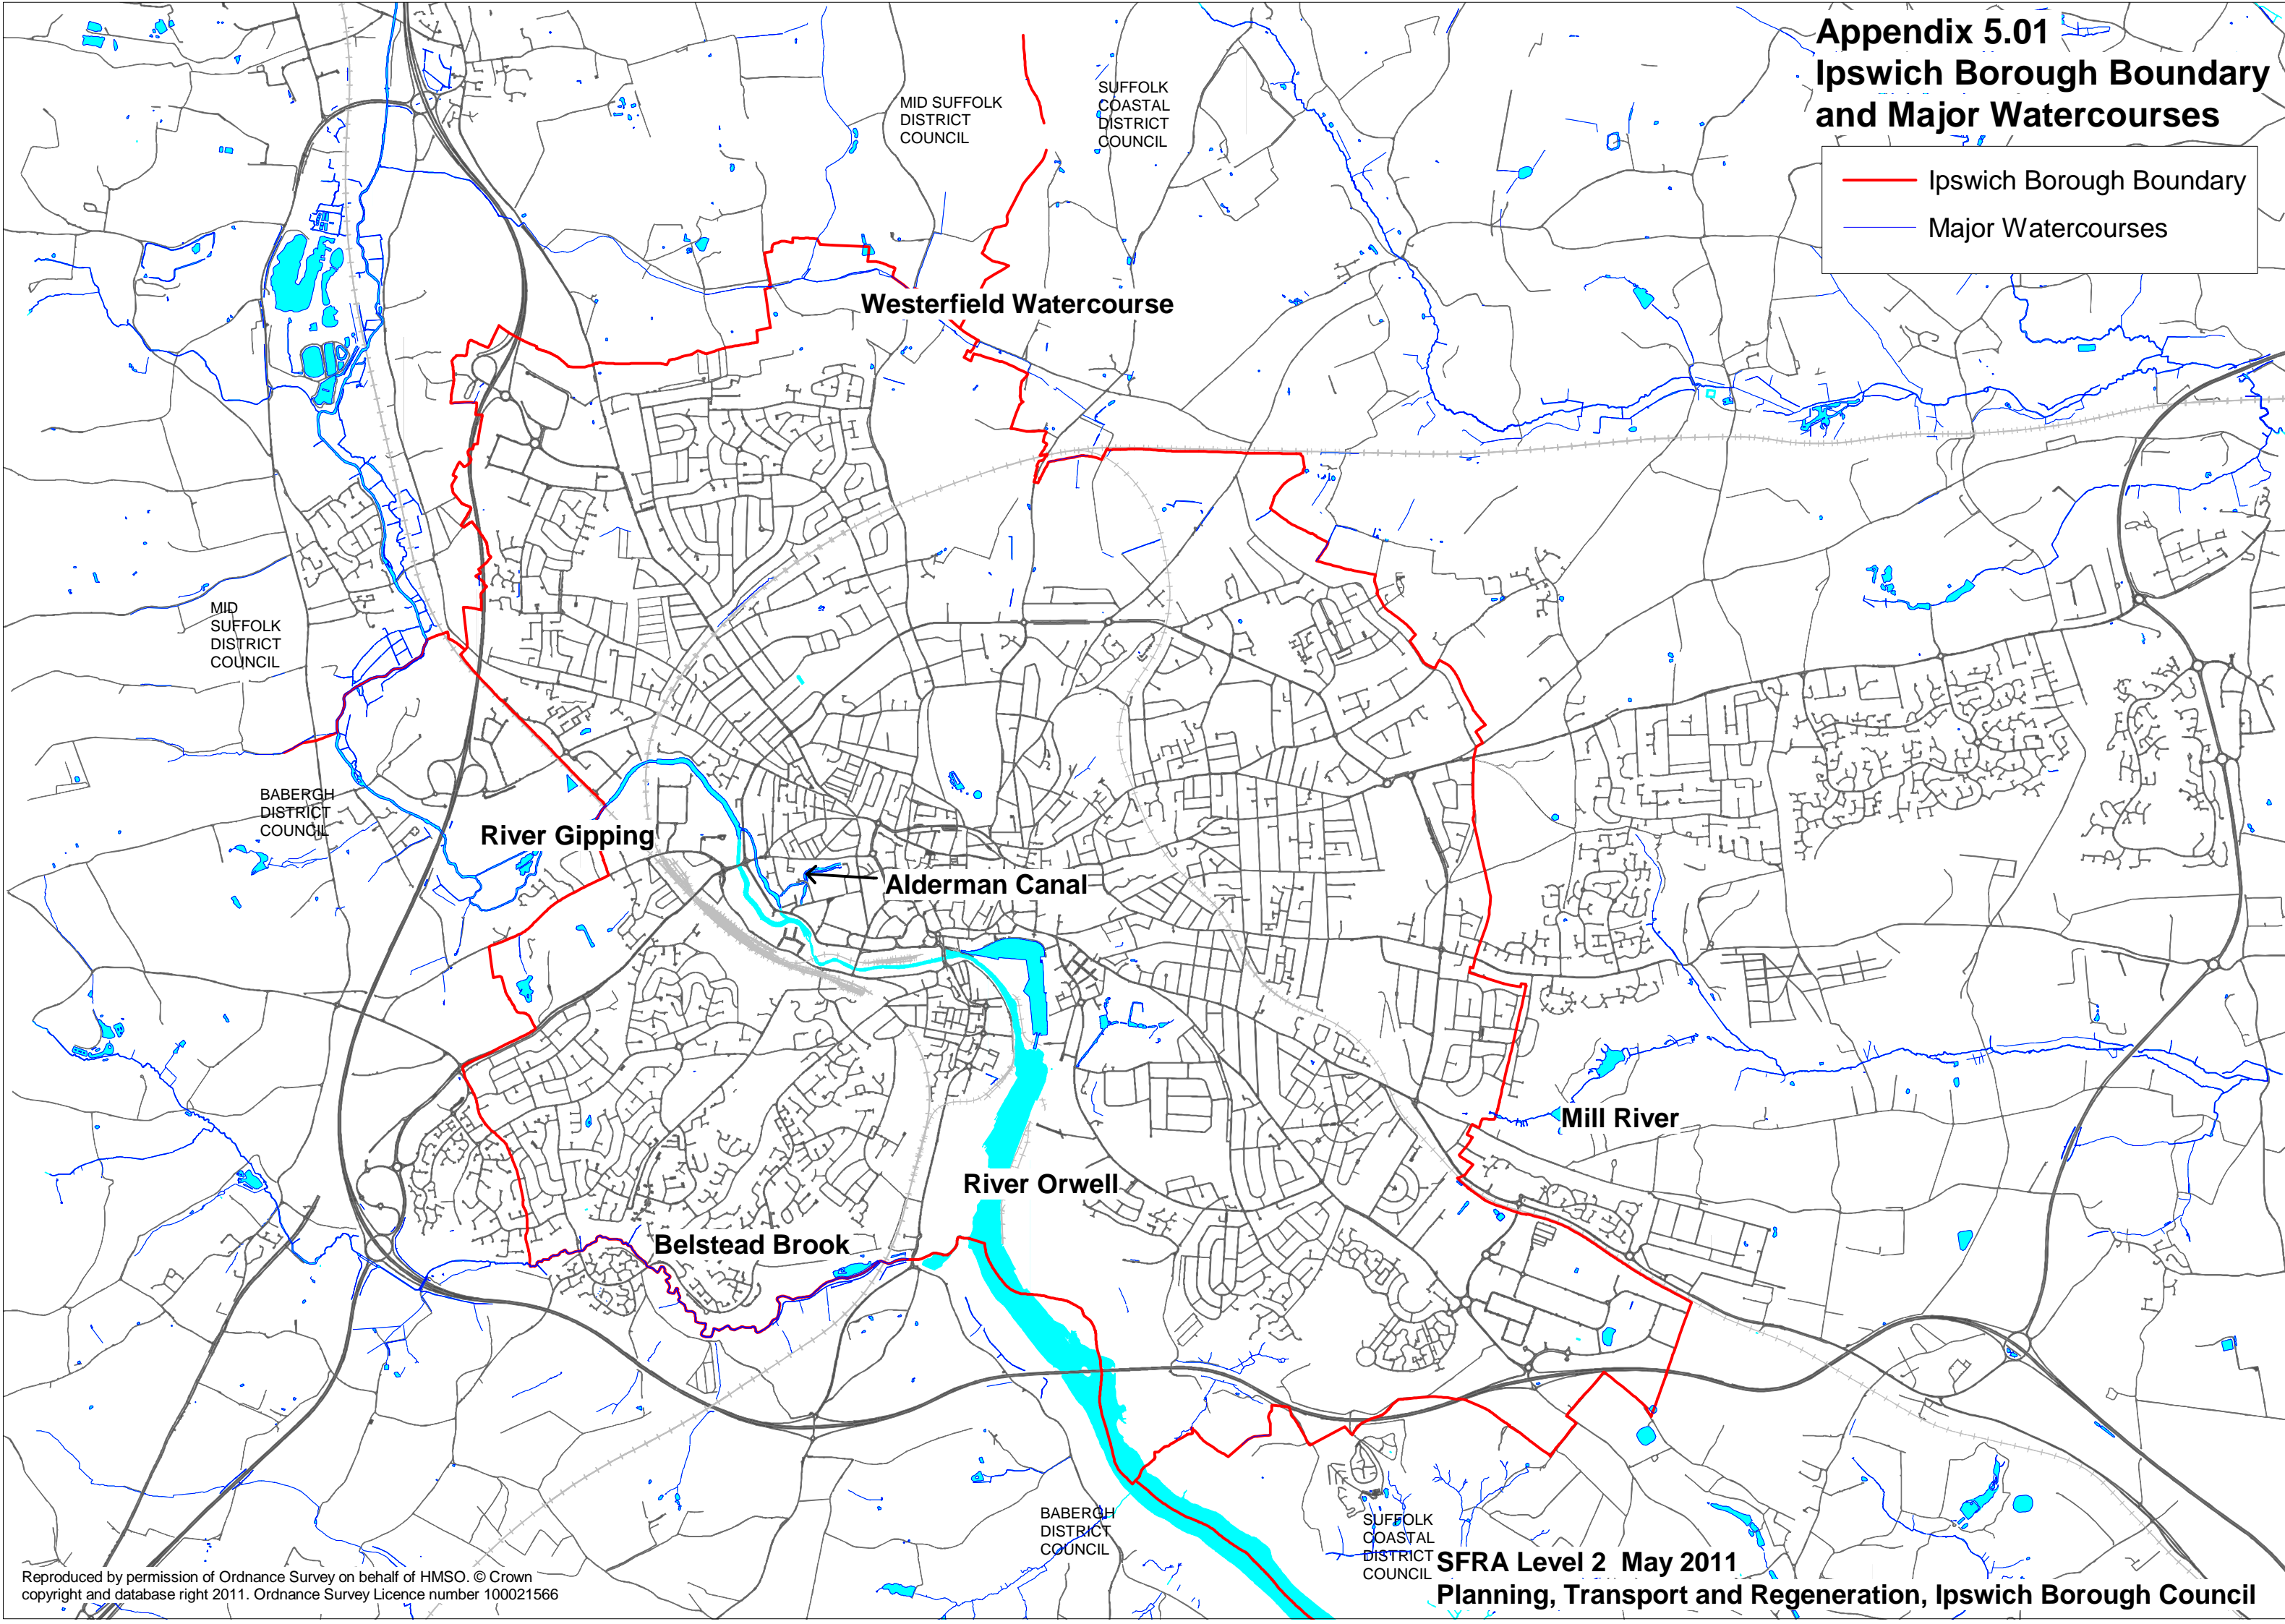 Appendix 5.01
Ipswich Borough Boundary
and Major Watercourses
Ipswich Borough Boundary
Major Watercourses
MID SUFFOLK
DISTRICT
COUNCIL
SUFFOLK
COASTAL
DISTRICT
COUNCIL
Westerfield Watercourse
MID
SUFFOLK
DISTRICT
COUNCIL
BABERGH
DISTRICT
COUNCIL
River Gipping
Alderman Canal
Mill River
River Orwell
Belstead Brook
BABERGH
DISTRICT
COUNCIL
SUFFOLK
COASTAL
DISTRICT
COUNCIL
SFRA Level 2 May 2011
Planning, Transport and Regeneration, Ipswich Borough Council
Reproduced by permission of Ordnance Survey on behalf of HMSO. © Crown
copyright and database right 2011. Ordnance Survey Licence number 100021566